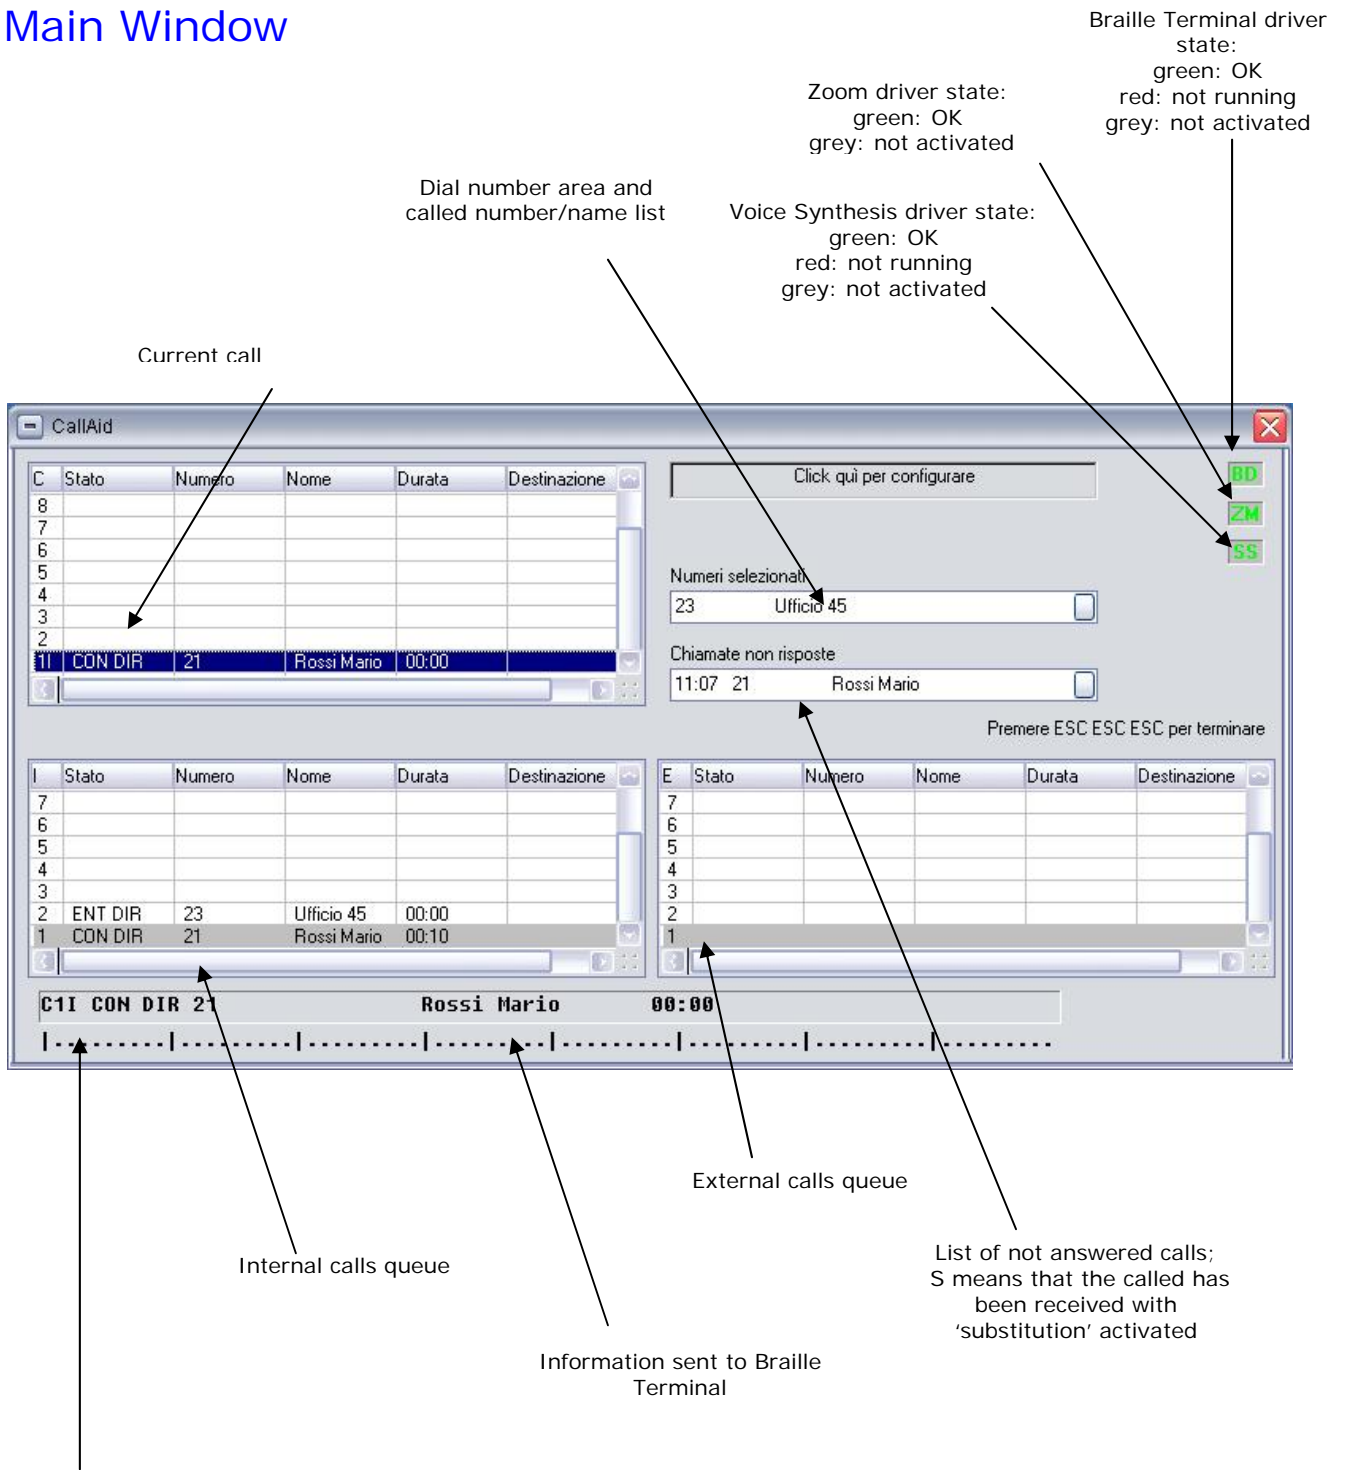 Main Window
Braille Terminal driver
state:
green: OK
red: not running
grey: not activated
Zoom driver state:
green: OK
grey: not activated
Dial number area and
called number/name list
Voice Synthesis driver state:
green: OK
red: not running
grey: not activated
Current call
CallAid
C Stato Numero Nome Durata Destinazione
8
7
6
5
4
3
2
1I CON DIR 21 Rossi Mario 00:00
Click quì per configurare
BD
ZM
SS
Numeri selezionati
23 Ufficio 45
Chiamate non risposte
11:07 21 Rossi Mario
Premere ESC ESC ESC per terminare
I Stato Numero Nome Durata Destinazione
7
6
5
4
3
2 ENT DIR 23 Ufficio 45 00:00
1 CON DIR 21 Rossi Mario 00:10
E Stato Numero Nome Durata Destinazione
7
6
5
4
3
2
1
C1I CON DIR 21 Rossi Mario 00:00
|.........|.........|.........|.........|.........|.........|.........|.........
External calls queue
Internal calls queue
List of not answered calls;
S means that the called has
been received with
‘substitution’ activated
Information sent to Braille
Terminal